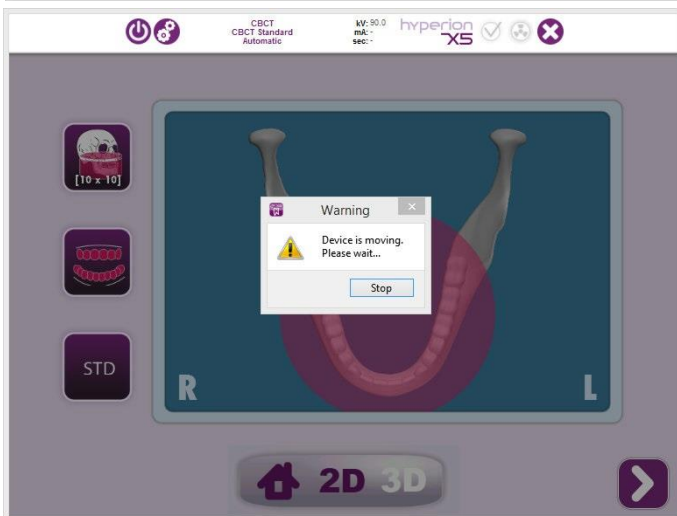 CBCT
CBCT Standard
Automatic
kV: 90.0
mA: -
sec: -
hyperion
X5
[10 x 10]
Warning
Device is moving.
Please wait...
Stop
STD
R
L
2D 3D